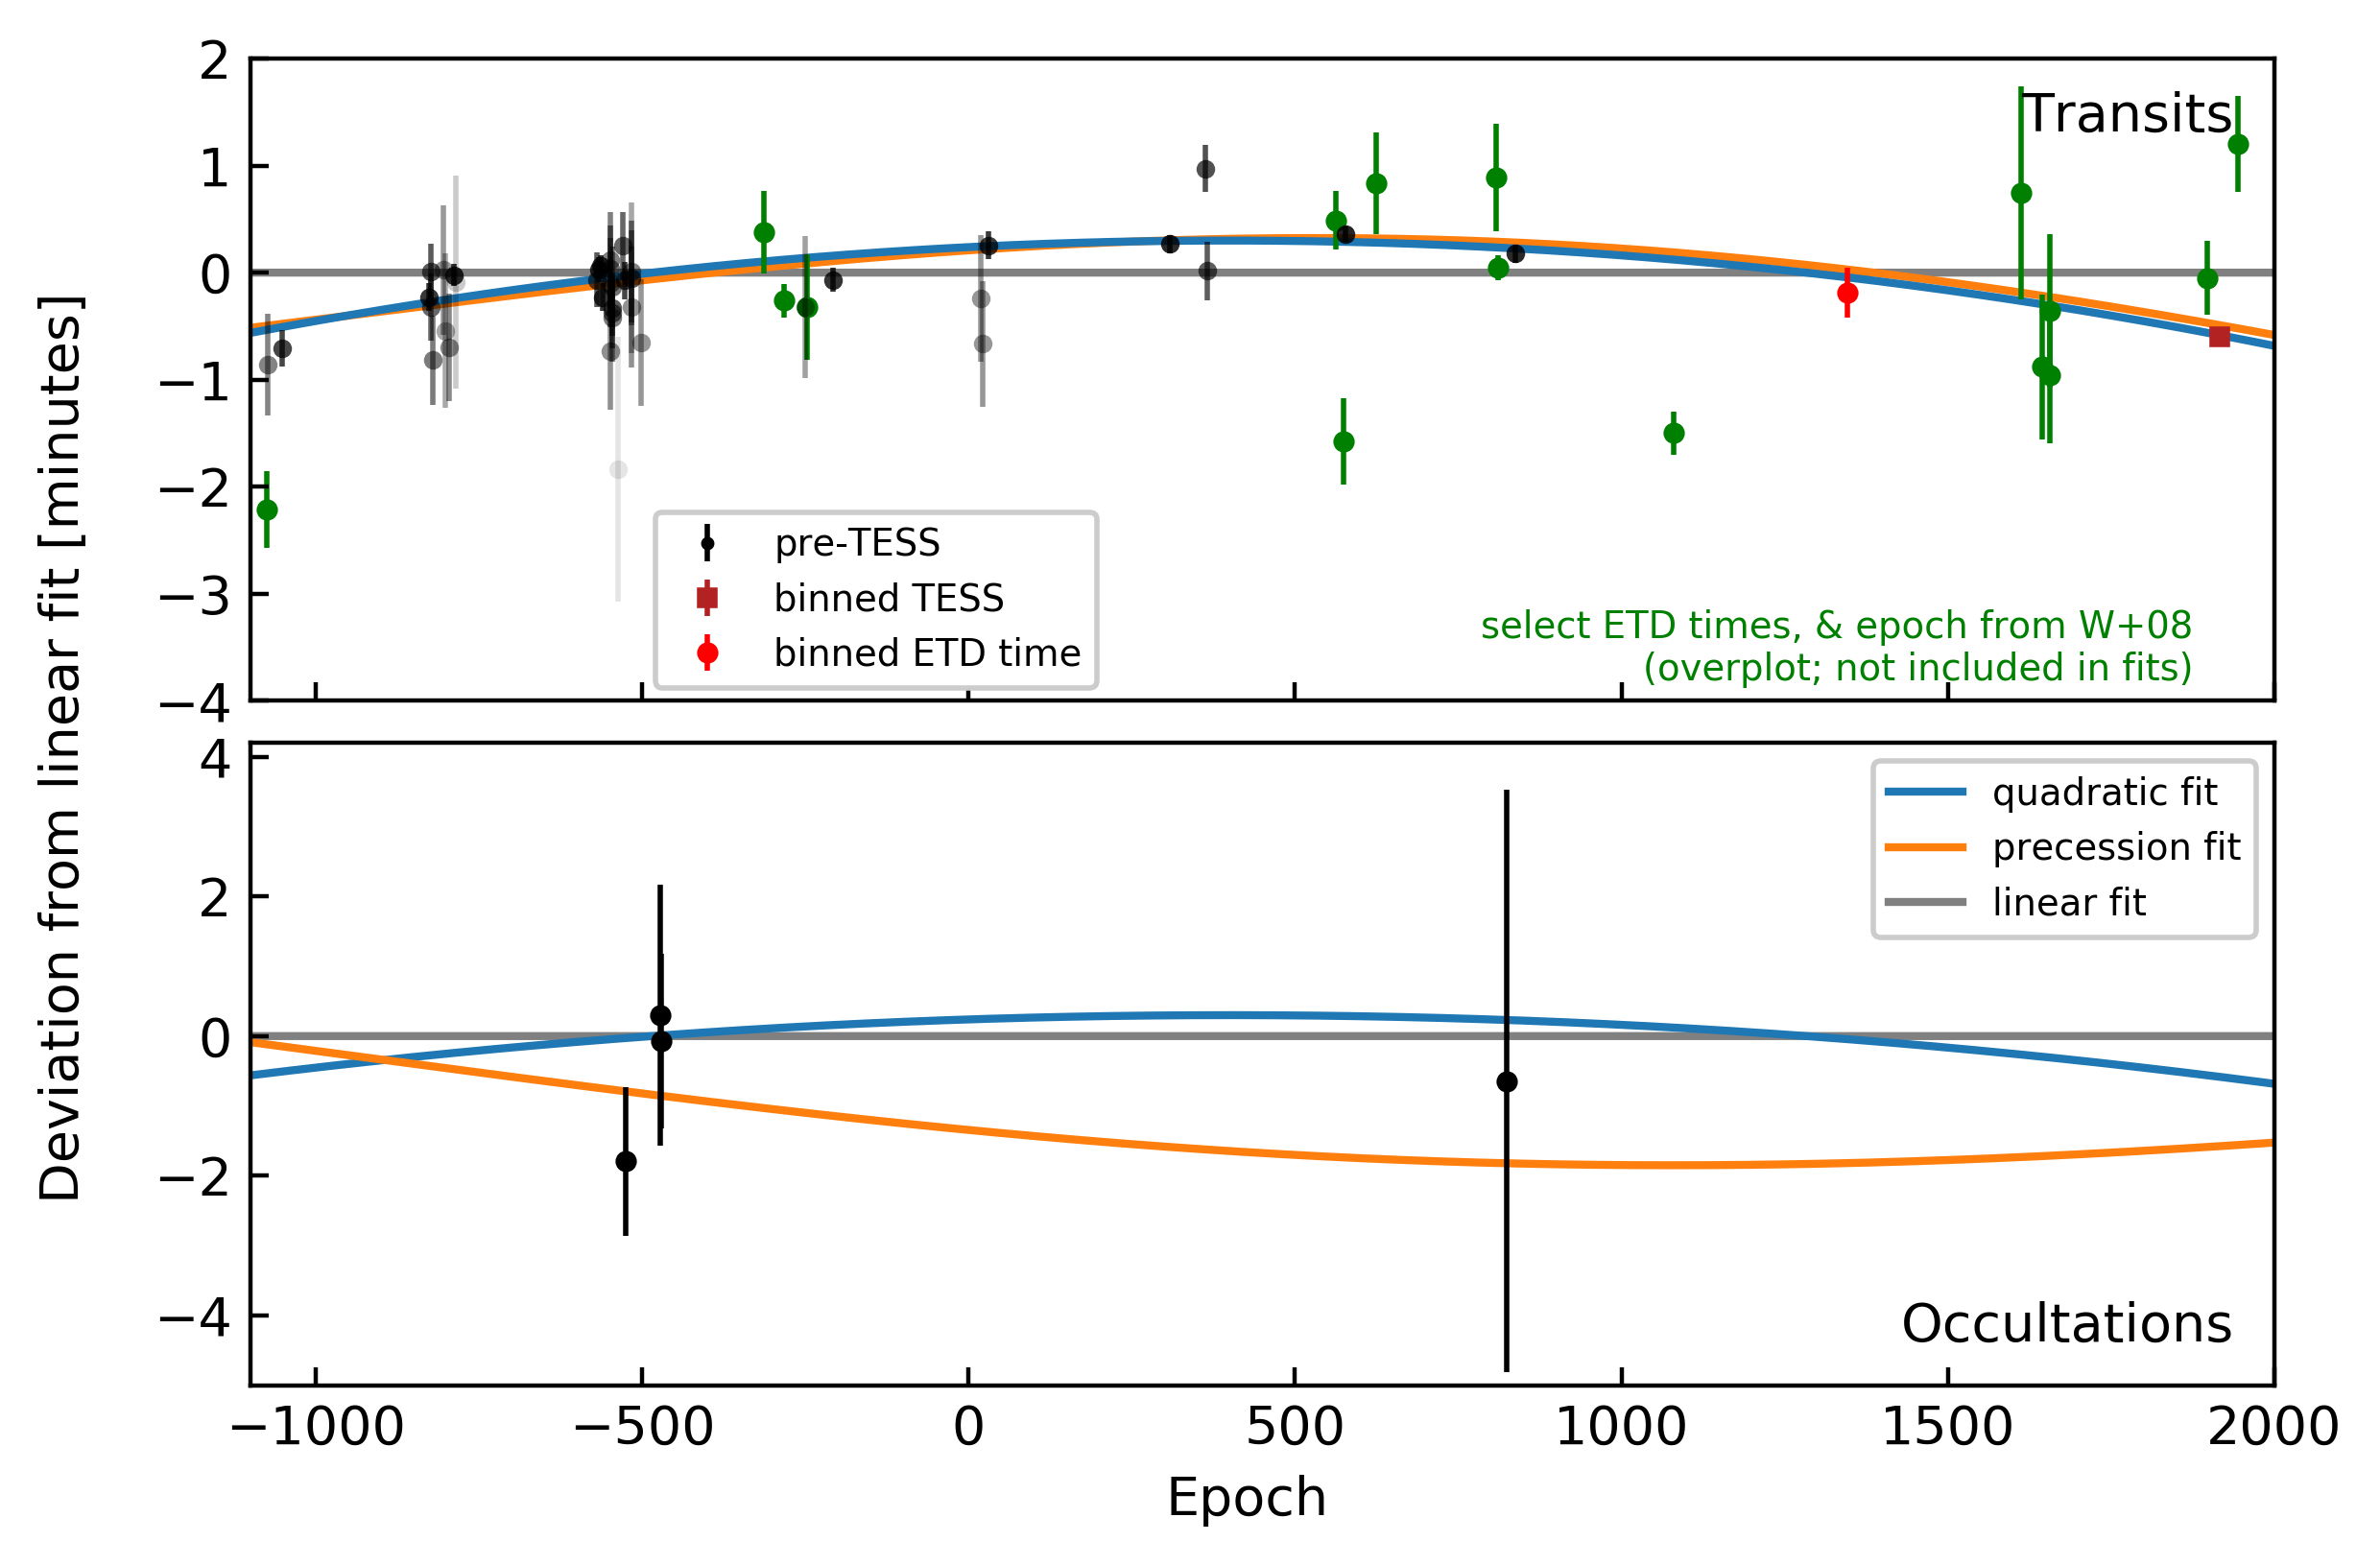 Deviation from linear fit [minutes]
2
1
0
−1
−2
−3
−4
Transits
pre-TESS
binned TESS
binned ETD time
select ETD times, & epoch from W+08
(overplot; not included in fits)
4
2
0
−2
−4
quadratic fit
precession fit
linear fit
Occultations
−1000 −500 0 500 1000 1500 2000
Epoch